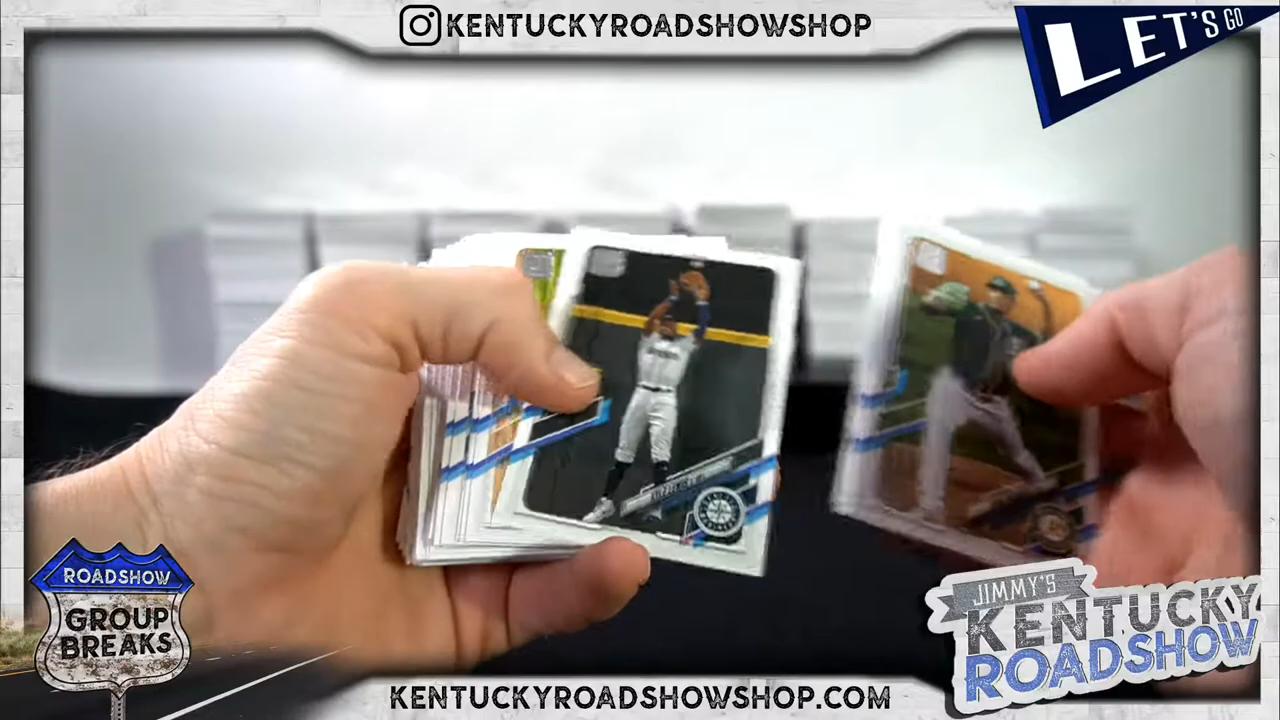 KENTUCKYROADSHOWSHOP
LET'S GO
ROADSHOW
GROUP
BREAKS
JIMMY'S
KENTUCKY
ROADSHOW
KENTUCKYROADSHOWSHOP.COM